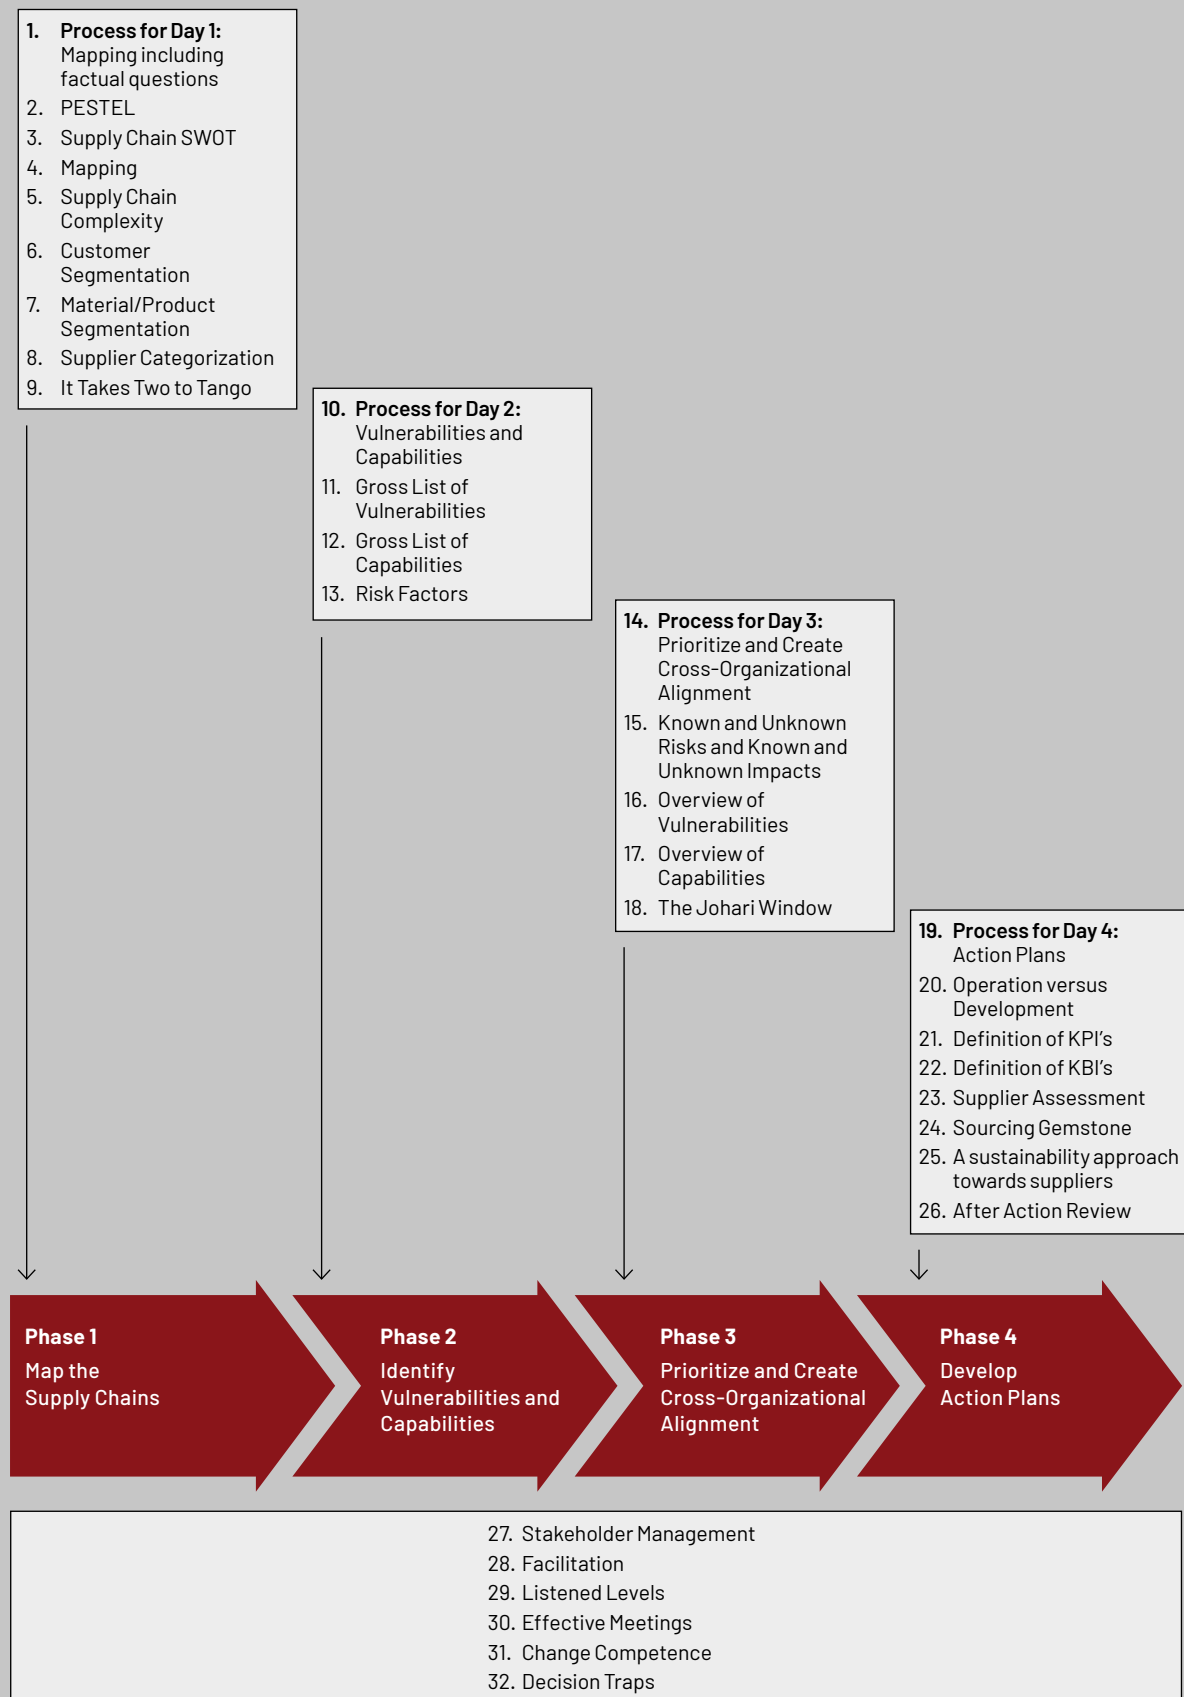 1. Process for Day 1:
Mapping including
factual questions
2. PESTEL
3. Supply Chain SWOT
4. Mapping
5. Supply Chain
Complexity
6. Customer
Segmentation
7. Material/Product
Segmentation
8. Supplier Categorization
9. It Takes Two to Tango
10. Process for Day 2:
Vulnerabilities and
Capabilities
11. Gross List of
Vulnerabilities
12. Gross List of
Capabilities
13. Risk Factors
14. Process for Day 3:
Prioritize and Create
Cross-Organizational
Alignment
15. Known and Unknown
Risks and Known and
Unknown Impacts
16. Overview of
Vulnerabilities
17. Overview of
Capabilities
18. The Johari Window
19. Process for Day 4:
Action Plans
20. Operation versus
Development
21. Definition of KPI's
22. Definition of KBI's
23. Supplier Assessment
24. Sourcing Gemstone
25. A sustainability approach
towards suppliers
26. After Action Review
Phase 1
Map the
Supply Chains
Phase 2
Identify
Vulnerabilities and
Capabilities
Phase 3
Prioritize and Create
Cross-Organizational
Alignment
Phase 4
Develop
Action Plans
27. Stakeholder Management
28. Facilitation
29. Listened Levels
30. Effective Meetings
31. Change Competence
32. Decision Traps